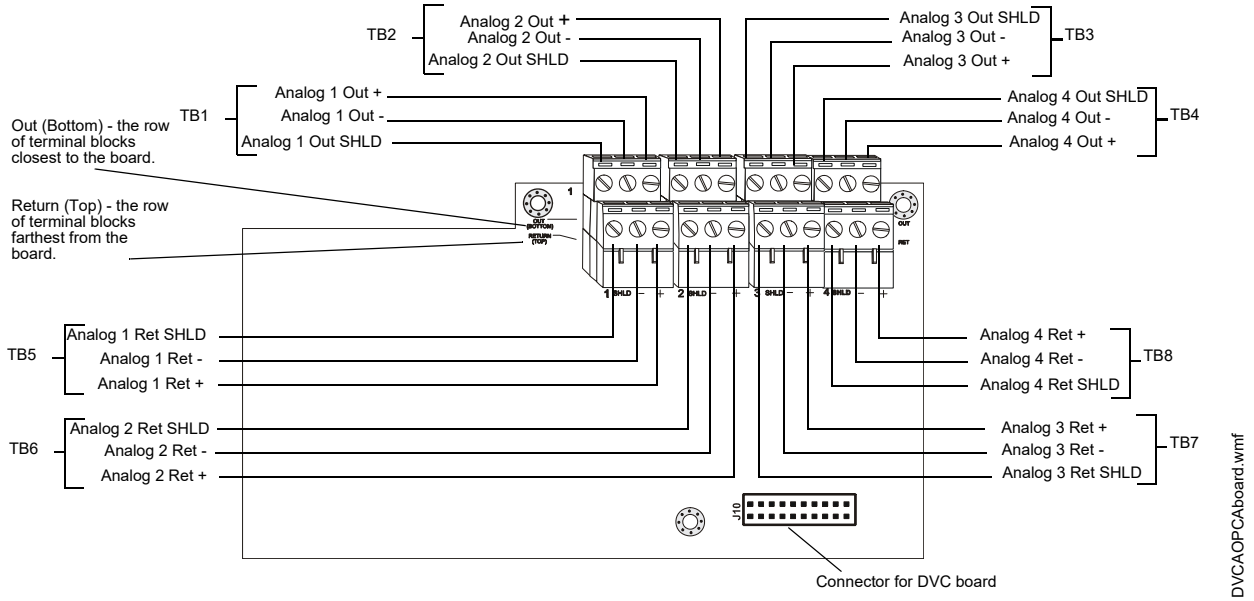 Analog 2 Out +
TB2
Analog 2 Out -
Analog 2 Out SHLD
Analog 3 Out SHLD
Analog 3 Out -
TB3
Analog 3 Out +
Analog 1 Out +
TB1
Analog 1 Out -
Analog 1 Out SHLD
Analog 4 Out SHLD
Analog 4 Out -
TB4
Analog 4 Out +
Out (Bottom) - the row
of terminal blocks
closest to the board.
Return (Top) - the row
of terminal blocks
farthest from the
board.
1
OUT
(BOTTOM)
RETURN
(TOP)
OUT
RET
1 SHLD - +
2 SHLD - +
3 SHLD - +
4 SHLD - +
Analog 1 Ret SHLD
TB5
Analog 1 Ret -
Analog 1 Ret +
Analog 2 Ret SHLD
TB6
Analog 2 Ret -
Analog 2 Ret +
Analog 4 Ret +
Analog 4 Ret -
TB8
Analog 4 Ret SHLD
Analog 3 Ret +
Analog 3 Ret -
TB7
Analog 3 Ret SHLD
J10
Connector for DVC board
DVCAOPCAboard.wmf